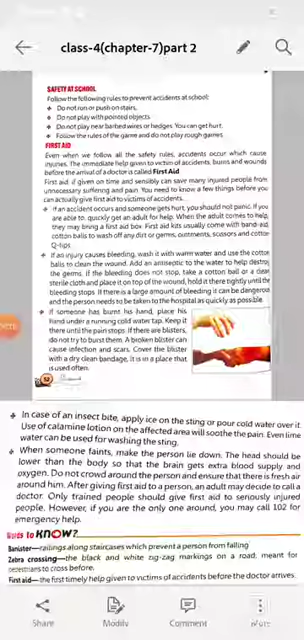 class-4(chapter-7)part 2
SAFETY AT SCHOOL
Follow the following rules to prevent accidents at school:
Do not run or push on stairs.
Do not play with pointed objects
Do not play near barbed wires or hedges. You can get hurt.
Follow the rules of the game and do not play rough games
FIRST AID
Even when we follow all the safety rules, accidents occur which cause
injuries. The immediate help given to victim of accidents, burns and wounds
before the arrival of a doctor is called First Aid
First aid, if given on time and sensibly can save many injured people from
unnecessary suffering and pain. You need to know a few things before you
can actually give first aid to victims of accidents.
If an accident occurs and someone gets hurt, you should not panic. If you
are able to, quickly get an adult for help. When the adult comes to help,
they may bring a first aid box. First aid kits usually come with band-aid,
cotton balls to wash off any dirt or germs, ointments, scissors and cotton
Q-tips.
If an injury causes bleeding, wash it with warm water and use the cotton
balls to clean the wound. Add an antiseptic to the water to help destroy
the germs. If the bleeding does not stop, take a cotton ball or a clean
sterile cloth and place it on top of the wound, hold it there tightly until the
bleeding stops. If there is a large amount of bleeding it can be dangerous
and the person needs to be taken to the hospital as quickly as possible
If someone has burnt his hand, place his
hand under a running cold water tap. Keep it
there until the pain stops. If there are blisters,
do not try to burst them. A broken blister can
cause infection and scars. Cover the blister
with a dry clean bandage. It is in a place that
is used often.
52
In case of an insect bite, apply ice on the sting or pour cold water over it.
Use of calamine lotion on the affected area will soothe the pain. Even lime
water can be used for washing the sting.
When someone faints, make the person lie down. The head should be
lower than the body so that the brain gets extra blood supply and
oxygen. Do not crowd around the person and ensure that there is fresh air
around him. After giving first aid to a person, an adult may decide to call a
doctor. Only trained people should give first aid to seriously injured
people. However, if you are the only one around, you may call 102 for
emergency help.
KNOW?
Banister—railings along staircases which prevent a person from falling
Zebra crossing—the black and white zig-zag markings on a road, meant for
pedestrians to cross before.
First aid—the first timely help given to victims of accidents before the doctor arrives.
Share
Modify
Comment
More